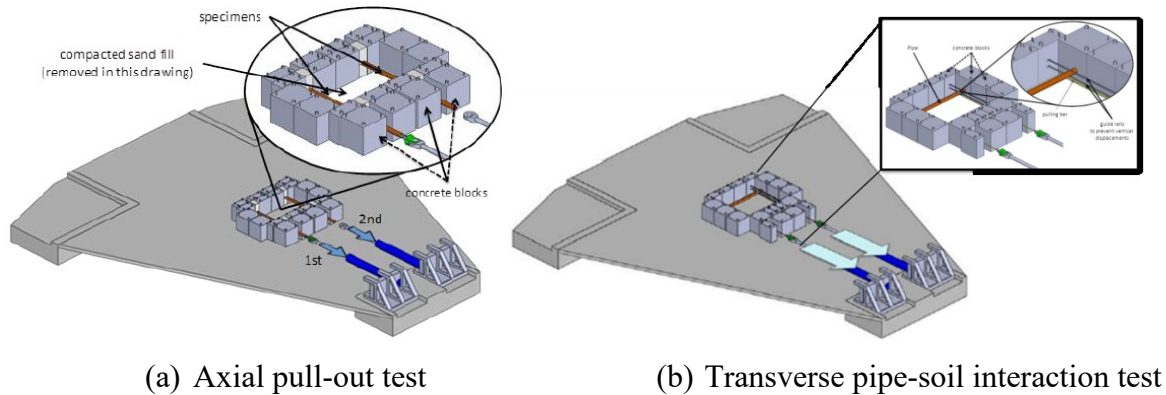 specimens
compacted sand fill
(removed in this drawing)
concrete blocks
2nd
1st
Pipe
concrete blocks
pulling bar
guide rails
to prevent vertical
displacements
(a) Axial pull-out test
(b) Transverse pipe-soil interaction test